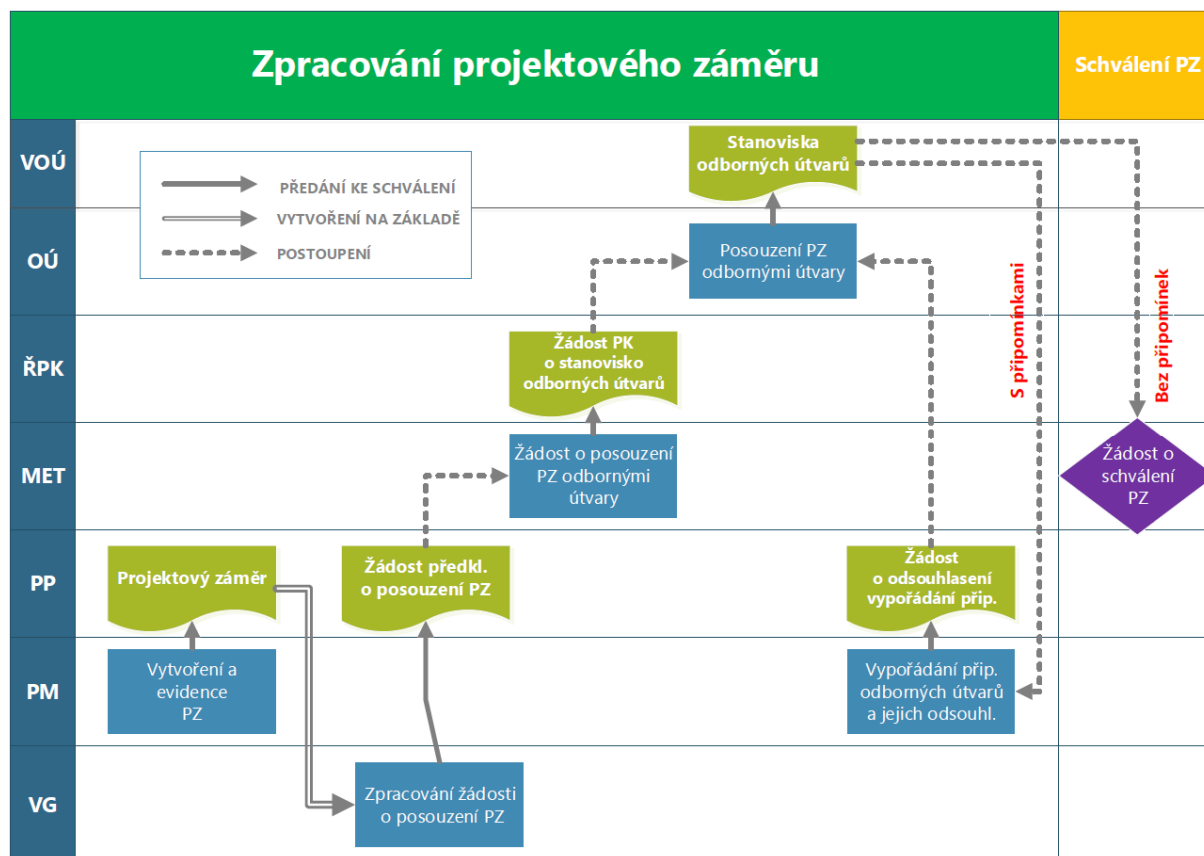 Zpracování projektového záměru
Schválení PZ
VOÚ
Stanoviska
odborných útvarů
PŘEDÁNÍ KE SCHVÁLENÍ
VYTVOŘENÍ NA ZÁKLADĚ
POSTOUPENÍ
OÚ
Posouzení PZ
odbornými útvary
S připomínkami
Bez připomínek
ŘPK
Žádost PK
o stanovisko
odborných útvarů
MET
Žádost o posouzení
PZ odbornými
útvary
Žádost o
schválení
PZ
PP
Projektový záměr
Žádost předkl.
o posouzení PZ
Žádost
o odsouhlasení
vypořádání přip.
PM
Vytvoření a
evidence
PZ
Vypořádání přip.
odborných útvarů
a jejich odsouhl.
VG
Zpracování žádosti
o posouzení PZ